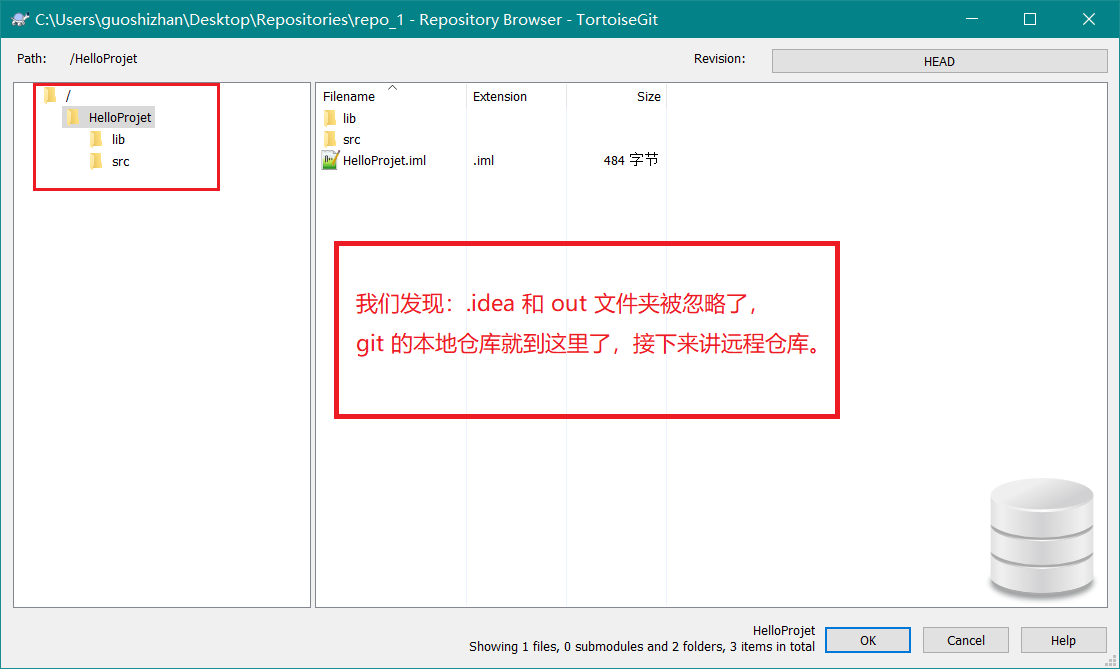 C:\Users\guoshizhan\Desktop\Repositories\repo_1 - Repository Browser - TortoiseGit
Path: /HelloProjet Revision: HEAD
/
HelloProjet
lib
src
Filename Extension Size
lib
src
HelloProjet.iml .iml 484 字节
我们发现：.idea 和 out 文件夹被忽略了，
git 的本地仓库就到这里了，接下来讲远程仓库。
HelloProjet
Showing 1 files, 0 submodules and 2 folders, 3 items in total
OK Cancel Help